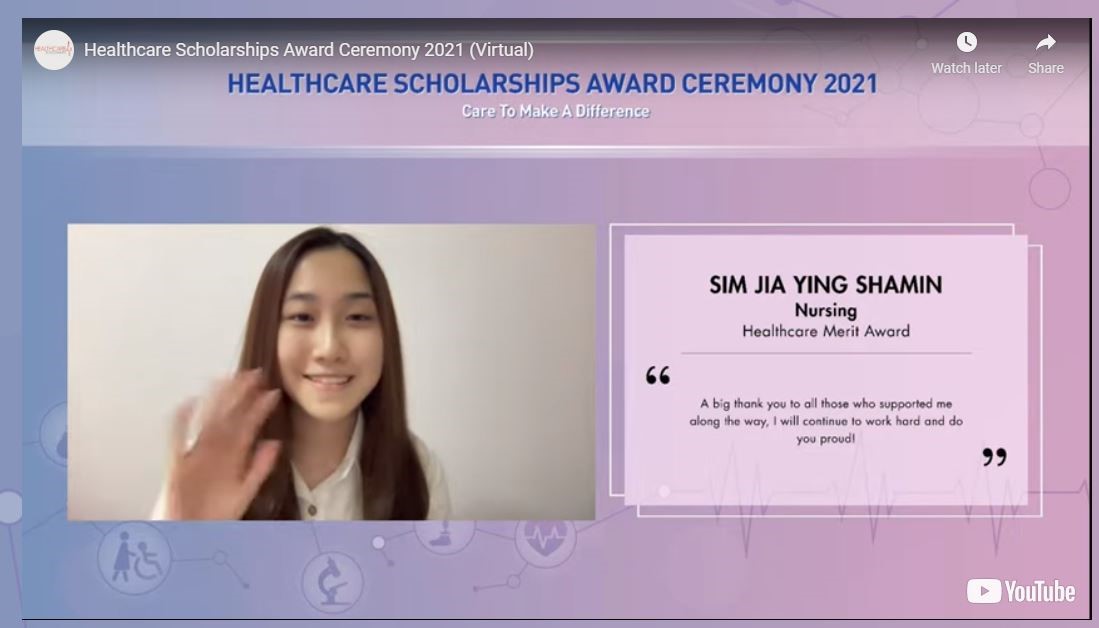 Healthcare Scholarships Award Ceremony 2021 (Virtual)
Watch later
Share
HEALTHCARE SCHOLARSHIPS AWARD CEREMONY 2021
Care To Make A Difference
SIM JIA YING SHAMIN
Nursing
Healthcare Merit Award
“
A big thank you to all those who supported me
along the way, I will continue to work hard and do
you proud!
”
YouTube